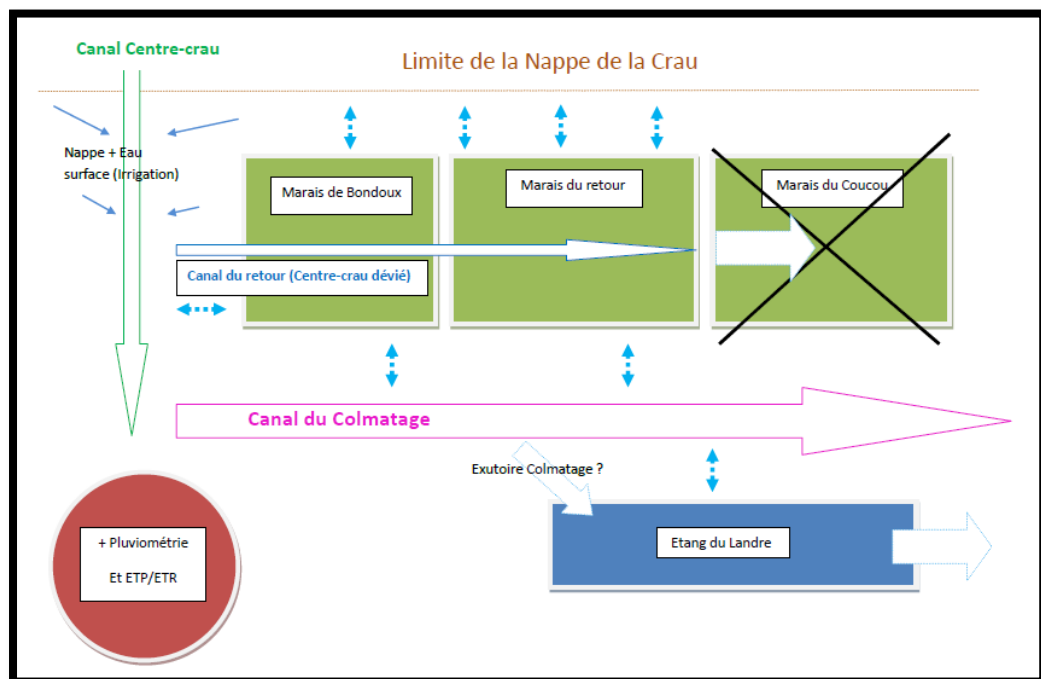 Canal Centre-crau
Limite de la Nappe de la Crau
Nappe + Eau
surface (Irrigation)
Marais de Bondoux
Marais du retour
Marais du Coucou
Canal du retour (Centre-crau dévié)
Canal du Colmatage
Exutoire Colmatage ?
+ Pluviométrie
Et ETP/ETR
Etang du Landre